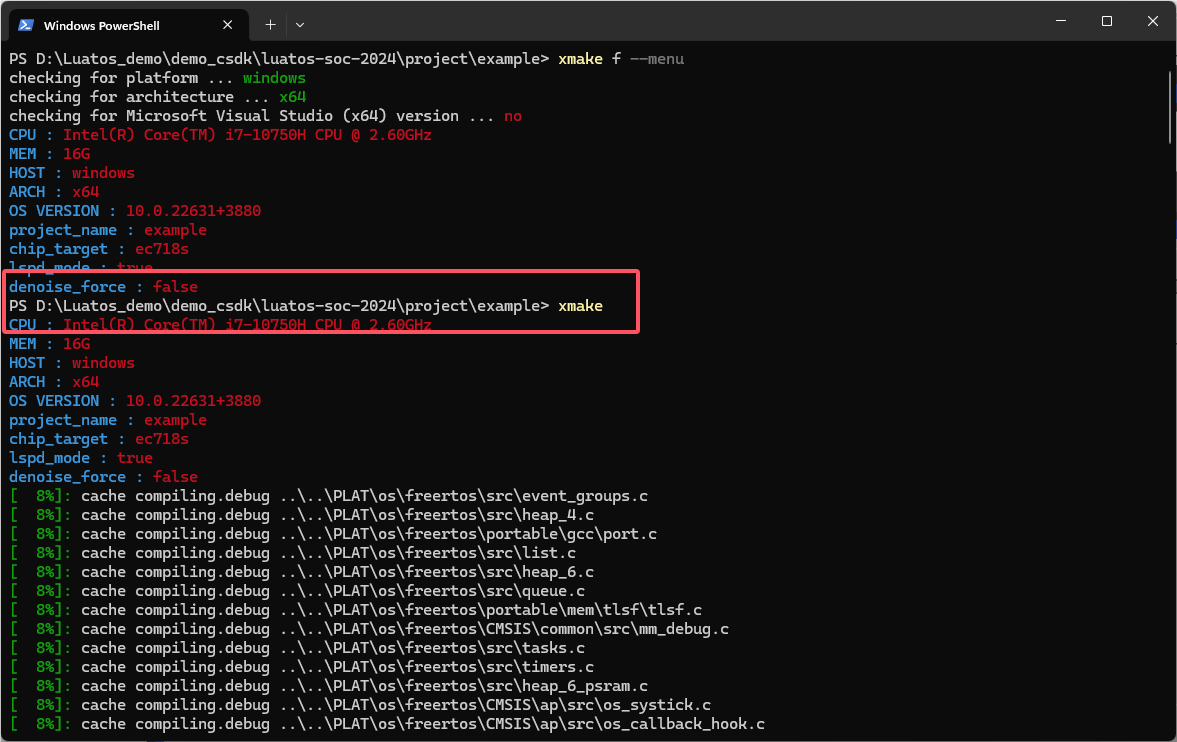 Windows PowerShell
PS D:\Luatos_demo\demo_csdk\luatos-soc-2024\project\example> xmake f --menu
checking for platform ... windows
checking for architecture ... x64
checking for Microsoft Visual Studio (x64) version ... no
CPU : Intel(R) Core(TM) i7-10750H CPU @ 2.60GHz
MEM : 16G
HOST : windows
ARCH : x64
OS VERSION : 10.0.22631+3880
project_name : example
chip_target : ec718s
lspd_mode : true
denoise_force : false
PS D:\Luatos_demo\demo_csdk\luatos-soc-2024\project\example> xmake
CPU : Intel(R) Core(TM) i7-10750H CPU @ 2.60GHz
MEM : 16G
HOST : windows
ARCH : x64
OS VERSION : 10.0.22631+3880
project_name : example
chip_target : ec718s
lspd_mode : true
denoise_force : false
[  8%]: cache compiling.debug ..\..\PLAT\os\freertos\src\event_groups.c
[  8%]: cache compiling.debug ..\..\PLAT\os\freertos\src\heap_4.c
[  8%]: cache compiling.debug ..\..\PLAT\os\freertos\portable\gcc\port.c
[  8%]: cache compiling.debug ..\..\PLAT\os\freertos\src\list.c
[  8%]: cache compiling.debug ..\..\PLAT\os\freertos\src\heap_6.c
[  8%]: cache compiling.debug ..\..\PLAT\os\freertos\src\queue.c
[  8%]: cache compiling.debug ..\..\PLAT\os\freertos\portable\mem\tlsf\tlsf.c
[  8%]: cache compiling.debug ..\..\PLAT\os\freertos\CMSIS\common\src\mm_debug.c
[  8%]: cache compiling.debug ..\..\PLAT\os\freertos\src\tasks.c
[  8%]: cache compiling.debug ..\..\PLAT\os\freertos\src\timers.c
[  8%]: cache compiling.debug ..\..\PLAT\os\freertos\src\heap_6_psram.c
[  8%]: cache compiling.debug ..\..\PLAT\os\freertos\CMSIS\ap\src\os_systick.c
[  8%]: cache compiling.debug ..\..\PLAT\os\freertos\CMSIS\ap\src\os_callback_hook.c